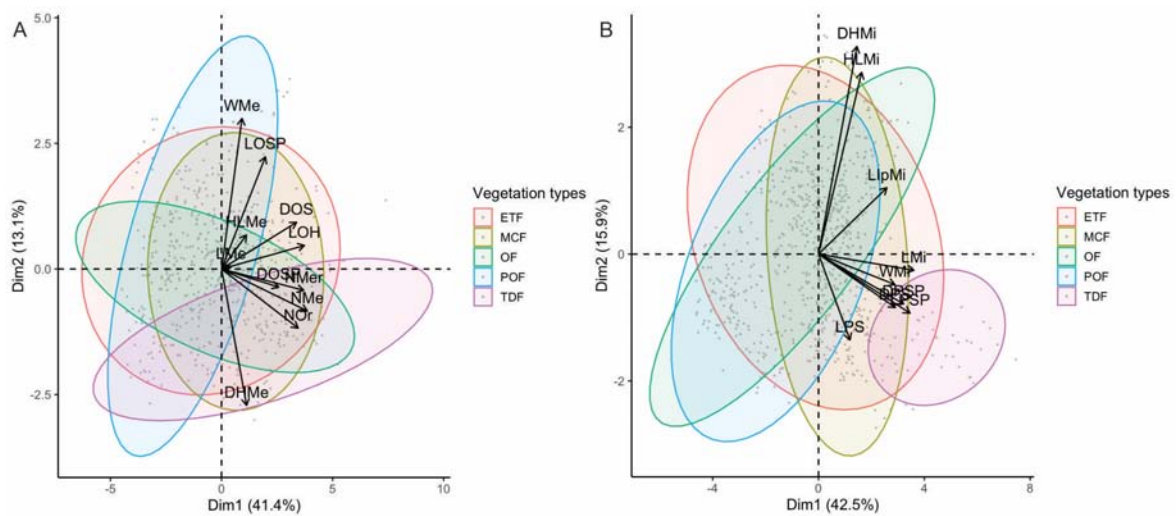 A
5.0
2.5
0.0
-2.5
-5
0
5
10
Dim2 (13.1%)
Dim1 (41.4%)
WMe
LOSP
DOS
HLMe
LOH
LMe
DOSP
NMer
NMe
NOr
DHMe
Vegetation types
ETF
MCF
OF
POF
TDF
B
2
0
-2
-4
0
4
8
Dim2 (15.9%)
Dim1 (42.5%)
DHMi
HLMi
LIpMi
LMi
WMi
LPS
Vegetation types
ETF
MCF
OF
POF
TDF